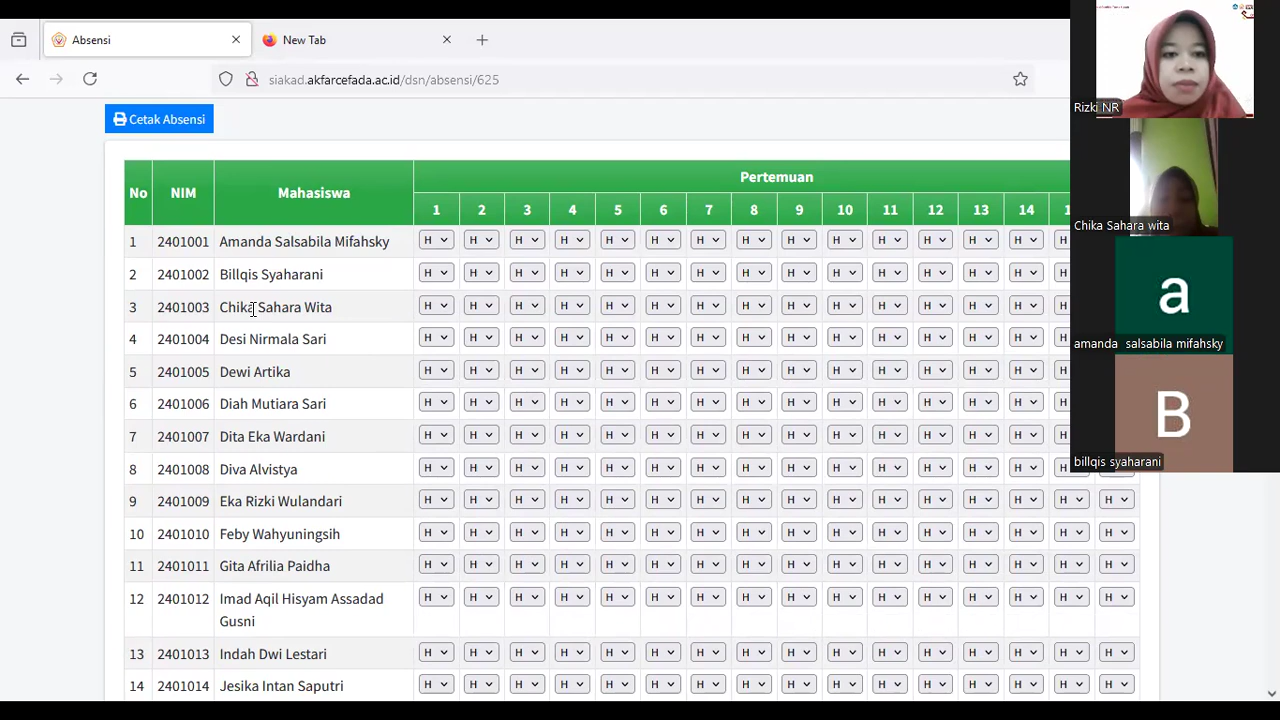 Absensi
New Tab
siakad.akfarcefada.ac.id/dsn/absensi/625
Cetak Absensi
No NIM Mahasiswa Pertemuan
1 2 3 4 5 6 7 8 9 10 11 12 13 14
1 2401001 Amanda Salsabila Mifahsky H H H H H H H H H H H H H H
2 2401002 Billqis Syaharani H H H H H H H H H H H H H H
3 2401003 Chika Sahara Wita H H H H H H H H H H H H H H
4 2401004 Desi Nirmala Sari H H H H H H H H H H H H H H
5 2401005 Dewi Artika H H H H H H H H H H H H H H
6 2401006 Diah Mutiara Sari H H H H H H H H H H H H H H
7 2401007 Dita Eka Wardani H H H H H H H H H H H H H H
8 2401008 Diva Alvistya H H H H H H H H H H H H H H
9 2401009 Eka Rizki Wulandari H H H H H H H H H H H H H H H H
10 2401010 Feby Wahyuningsih H H H H H H H H H H H H H H H H
11 2401011 Gita Afrilia Paidha H H H H H H H H H H H H H H H H
12 2401012 Imad Aqil Hisyam Assadad H H H H H H H H H H H H H H H H
Gusni
13 2401013 Indah Dwi Lestari H H H H H H H H H H H H H H H H
14 2401014 Jesika Intan Saputri H H H H H H H H H H H H H H H H
Rizki NR
Chika Sahara wita
a
amanda salsabila mifahsky
B
billqis syaharani